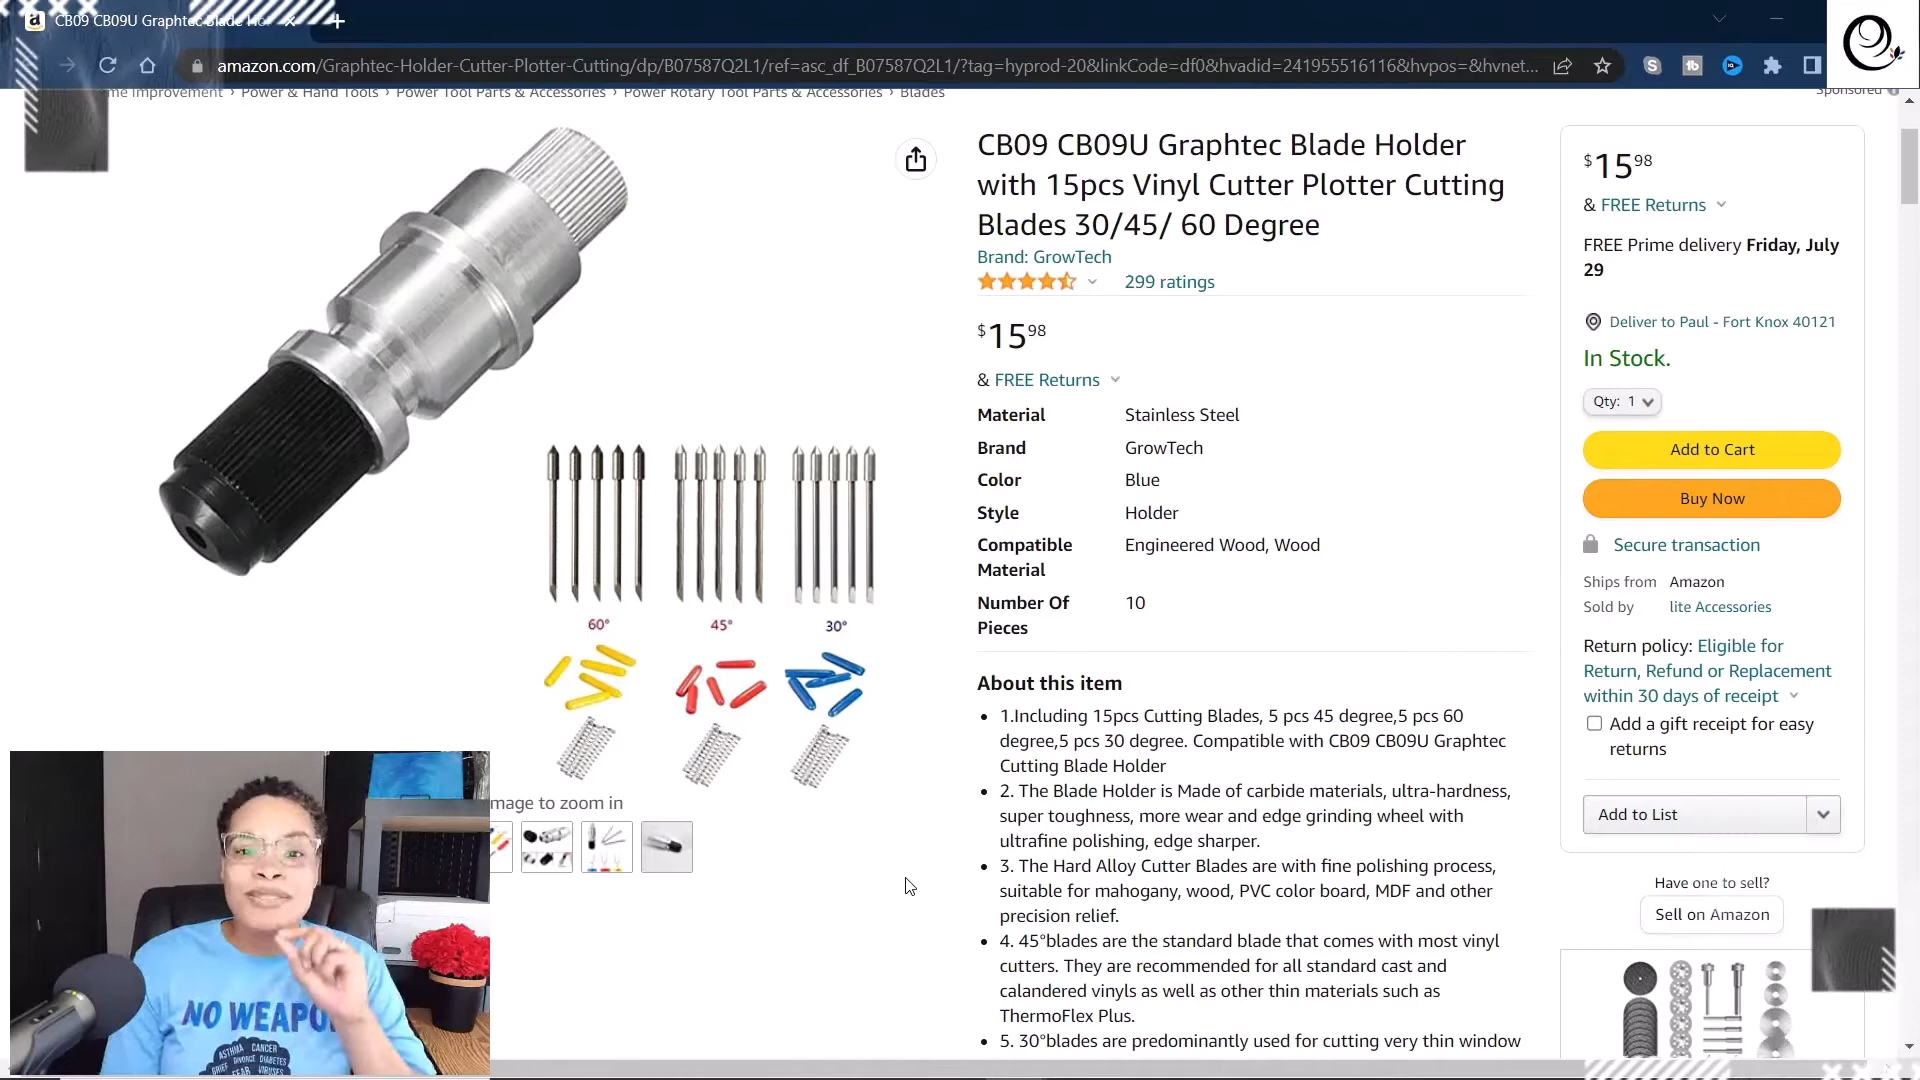 CB09 CB09U Graphtec Blade Ho
amazon.com/Graphtec-Holder-Cutter-Plotter-Cutting/dp/B07587Q2L1/ref=asc_df_B07587Q2L1/?tag=hyprod-20&linkCode=df0&hvadid=241955516116&hvpos=&hvnet...
me Improvement › Power & Hand Tools › Power Tool Parts & Accessories › Power Rotary Tool Parts & Accessories › Blades
Sponsored
CB09 CB09U Graphtec Blade Holder
with 15pcs Vinyl Cutter Plotter Cutting
Blades 30/45/ 60 Degree
Brand: GrowTech
299 ratings
$15 98
& FREE Returns
Material Stainless Steel
Brand GrowTech
Color Blue
Style Holder
Compatible Engineered Wood, Wood
Material
Number Of 10
Pieces
About this item
• 1.Including 15pcs Cutting Blades, 5 pcs 45 degree,5 pcs 60
degree,5 pcs 30 degree. Compatible with CB09 CB09U Graphtec
Cutting Blade Holder
• 2. The Blade Holder is Made of carbide materials, ultra-hardness,
super toughness, more wear and edge grinding wheel with
ultrafine polishing, edge sharper.
• 3. The Hard Alloy Cutter Blades are with fine polishing process,
suitable for mahogany, wood, PVC color board, MDF and other
precision relief.
• 4. 45°blades are the standard blade that comes with most vinyl
cutters. They are recommended for all standard cast and
calandered vinyls as well as other thin materials such as
ThermoFlex Plus.
• 5. 30°blades are predominantly used for cutting very thin window
60°
45°
30°
mage to zoom in
$15 98
& FREE Returns
FREE Prime delivery Friday, July
29
Deliver to Paul - Fort Knox 40121
In Stock.
Qty: 1
Add to Cart
Buy Now
Secure transaction
Ships from Amazon
Sold by lite Accessories
Return policy: Eligible for
Return, Refund or Replacement
within 30 days of receipt
Add a gift receipt for easy
returns
Add to List
Have one to sell?
Sell on Amazon
NO WEAPO
ASTHMA CANCER
DIVORCE DIABETES
GRIEF FEAR VIRUSES